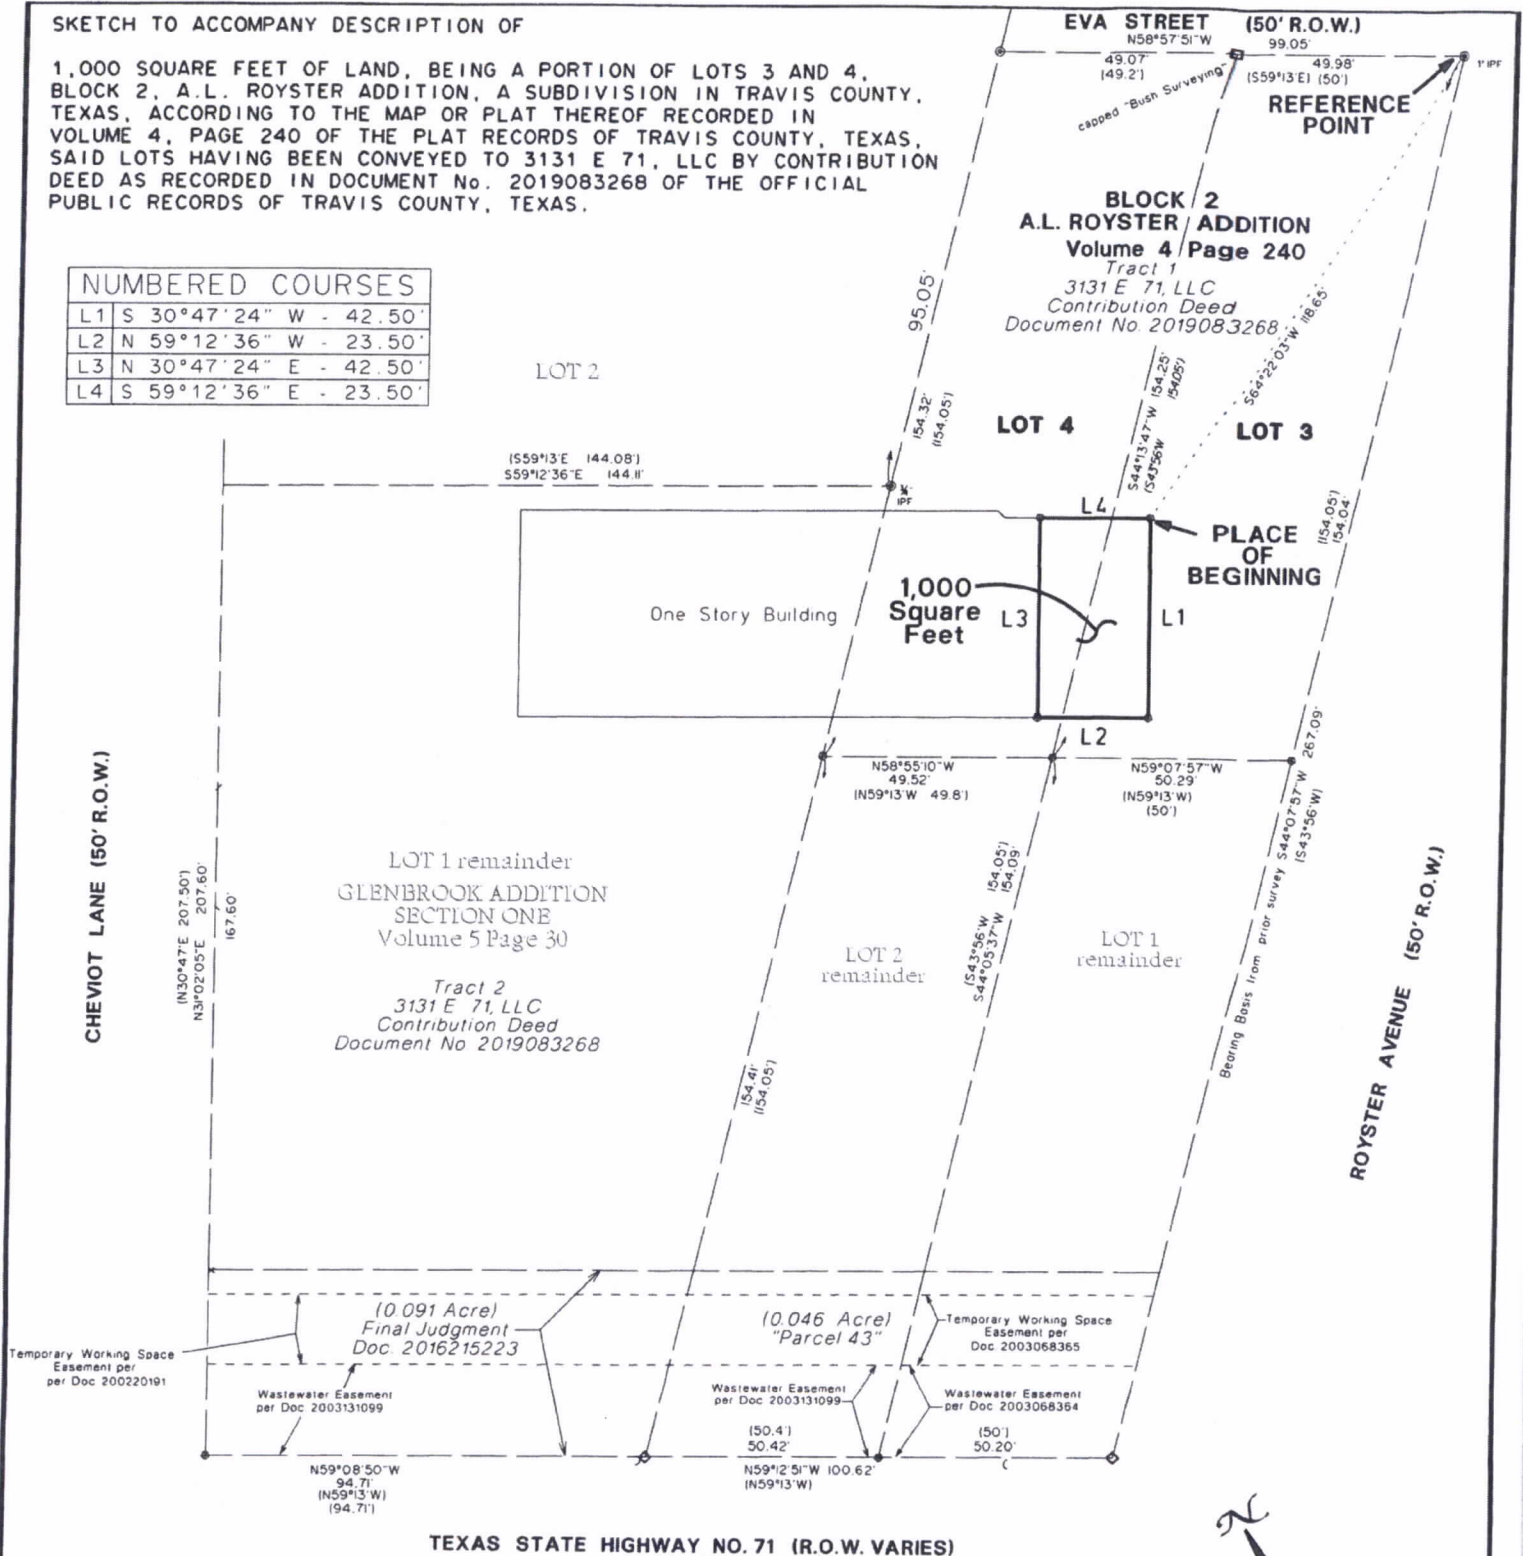 SKETCH TO ACCOMPANY DESCRIPTION OF
1,000 SQUARE FEET OF LAND, BEING A PORTION OF LOTS 3 AND 4,
BLOCK 2, A.L. ROYSTER ADDITION, A SUBDIVISION IN TRAVIS COUNTY,
TEXAS, ACCORDING TO THE MAP OR PLAT THEREOF RECORDED IN
VOLUME 4, PAGE 240 OF THE PLAT RECORDS OF TRAVIS COUNTY, TEXAS,
SAID LOTS HAVING BEEN CONVEYED TO 3131 E 71, LLC BY CONTRIBUTION
DEED AS RECORDED IN DOCUMENT No. 2019083268 OF THE OFFICIAL
PUBLIC RECORDS OF TRAVIS COUNTY, TEXAS.
EVA STREET (50' R.O.W.)
N58°57'51"W 99.05'
49.07'
(49.2')
49.98'
(S59°13'E) (50')
1" IPF
capped "Bush Surveying"
REFERENCE
POINT
NUMBERED COURSES
L1 S 30°47'24" W - 42.50'
L2 N 59°12'36" W - 23.50'
L3 N 30°47'24" E - 42.50'
L4 S 59°12'36" E - 23.50'
BLOCK 2
A.L. ROYSTER ADDITION
Volume 4 Page 240
Tract 1
3131 E 71, LLC
Contribution Deed
Document No. 2019083268
95.05'
154.32'
(154.05')
S64°22'03"W 118.65'
S44°13'47"W 154.25'
(S43°56'W 154.05')
LOT 2
LOT 4
LOT 3
(S59°13'E 144.08')
S59°12'36"E 144.11'
IPF
(154.05')
154.04'
L4
PLACE
OF
BEGINNING
1,000
Square
Feet
One Story Building
L3
L1
L2
N58°55'10"W
49.52'
(N59°13'W 49.8')
N59°07'57"W
50.29'
(N59°13'W)
(50')
Bearing Basis from prior survey S44°07'57"W 267.09'
(S43°56'W)
CHEVIOT LANE (50' R.O.W.)
(N30°47'E 207.50')
N31°02'05"E 207.60'
167.60'
LOT 1 remainder
GLENBROOK ADDITION
SECTION ONE
Volume 5 Page 30
Tract 2
3131 E 71, LLC
Contribution Deed
Document No 2019083268
LOT 2
remainder
(S43°56'W 154.05')
S44°05'37"W 154.09'
LOT 1
remainder
154.41'
(154.05')
ROYSTER AVENUE (50' R.O.W.)
(0.091 Acre)
Final Judgment
Doc. 2016215223
(0.046 Acre)
"Parcel 43"
Temporary Working Space
Easement per
Doc 2003068365
Temporary Working Space
Easement per
per Doc 200220191
Wastewater Easement
per Doc 2003131099
Wastewater Easement
per Doc 2003131099
Wastewater Easement
per Doc 2003068364
(50.4')
50.42'
(50')
50.20'
N59°08'50"W
94.71'
(N59°13'W)
(94.71')
N59°12'51"W 100.62'
(N59°13'W)
TEXAS STATE HIGHWAY NO. 71 (R.O.W. VARIES)
N